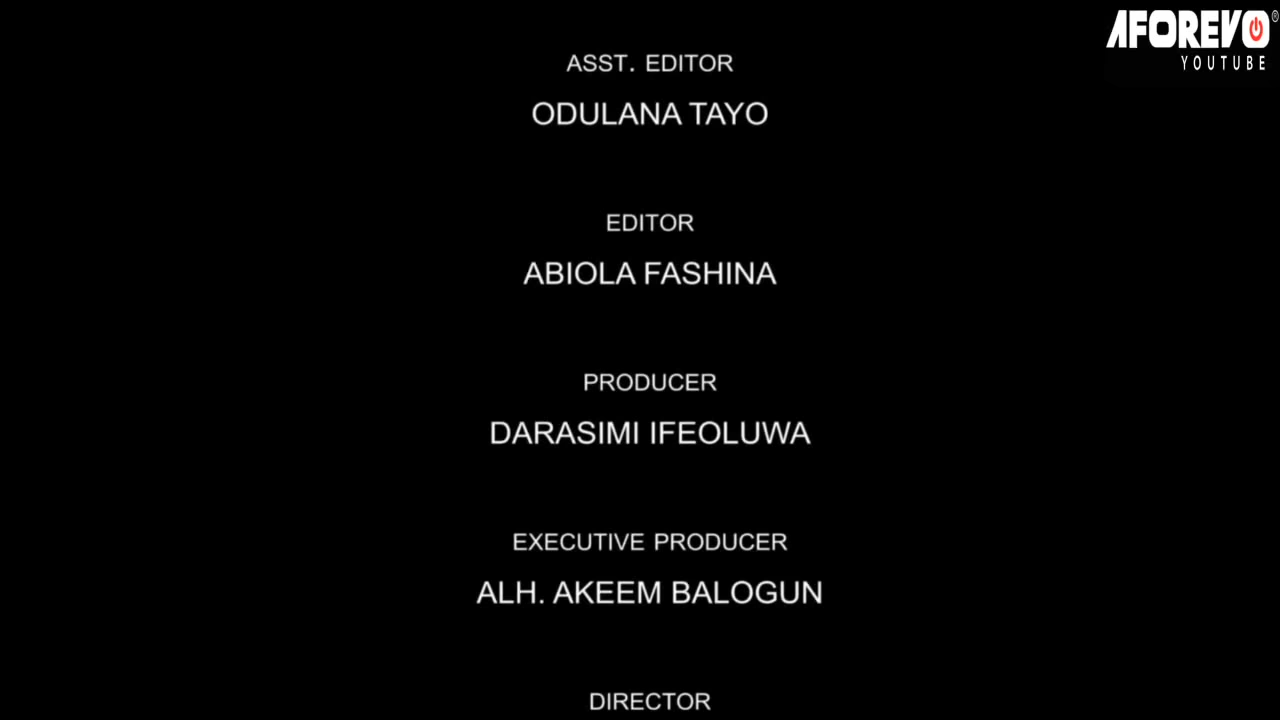 AFOREVO®
YOUTUBE
ASST. EDITOR
ODULANA TAYO
EDITOR
ABIOLA FASHINA
PRODUCER
DARASIMI IFEOLUWA
EXECUTIVE PRODUCER
ALH. AKEEM BALOGUN
DIRECTOR